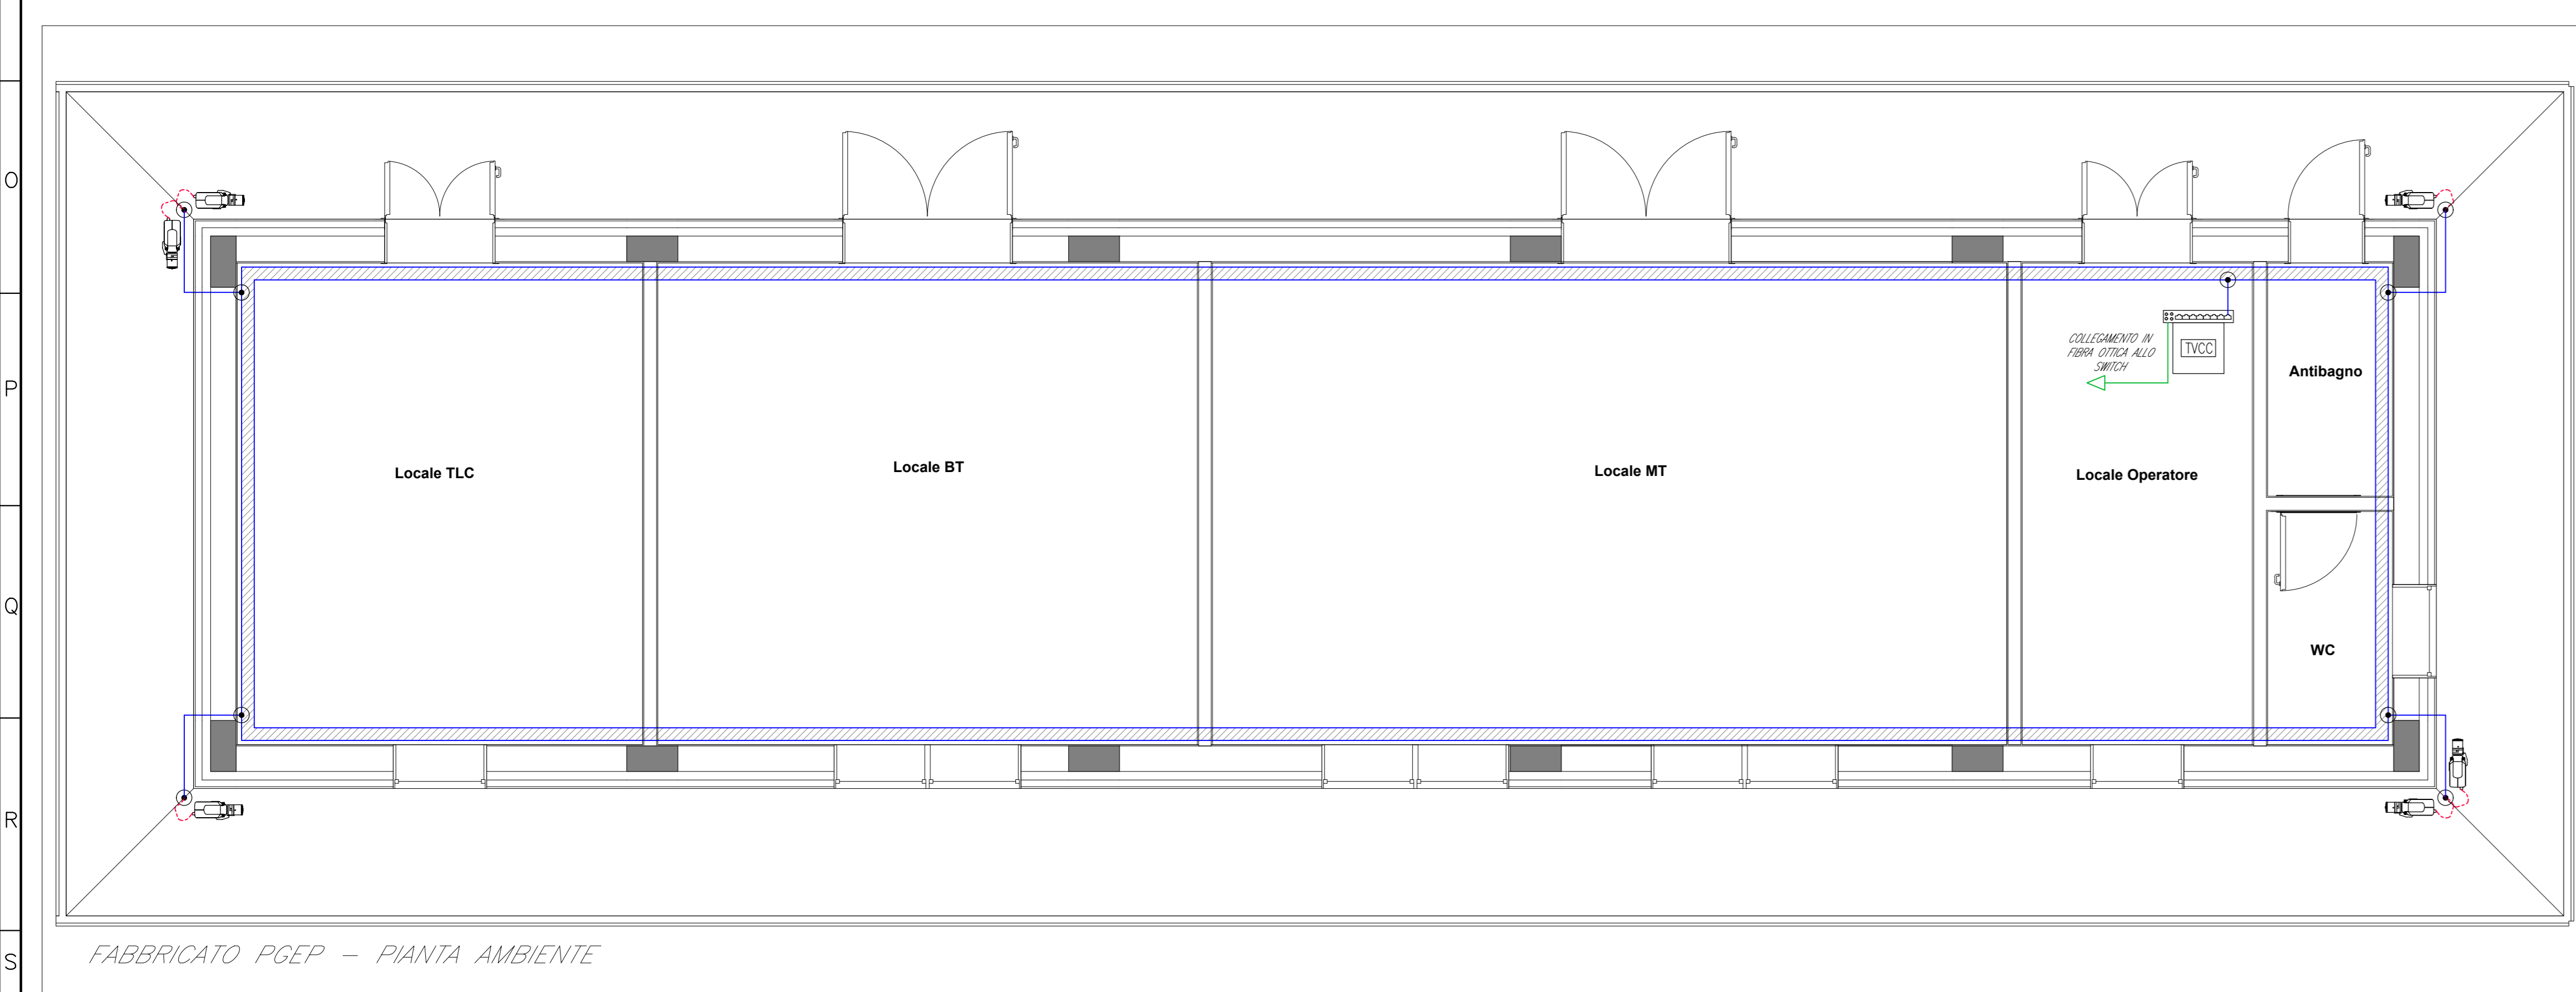 O
P
Q
R
S
COLLEGAMENTO IN
FIBRA OTTICA ALLO
SWITCH
TVCC
Antibagno
Locale TLC
Locale BT
Locale MT
Locale Operatore
WC
FABBRICATO PGEP – PIANTA AMBIENTE